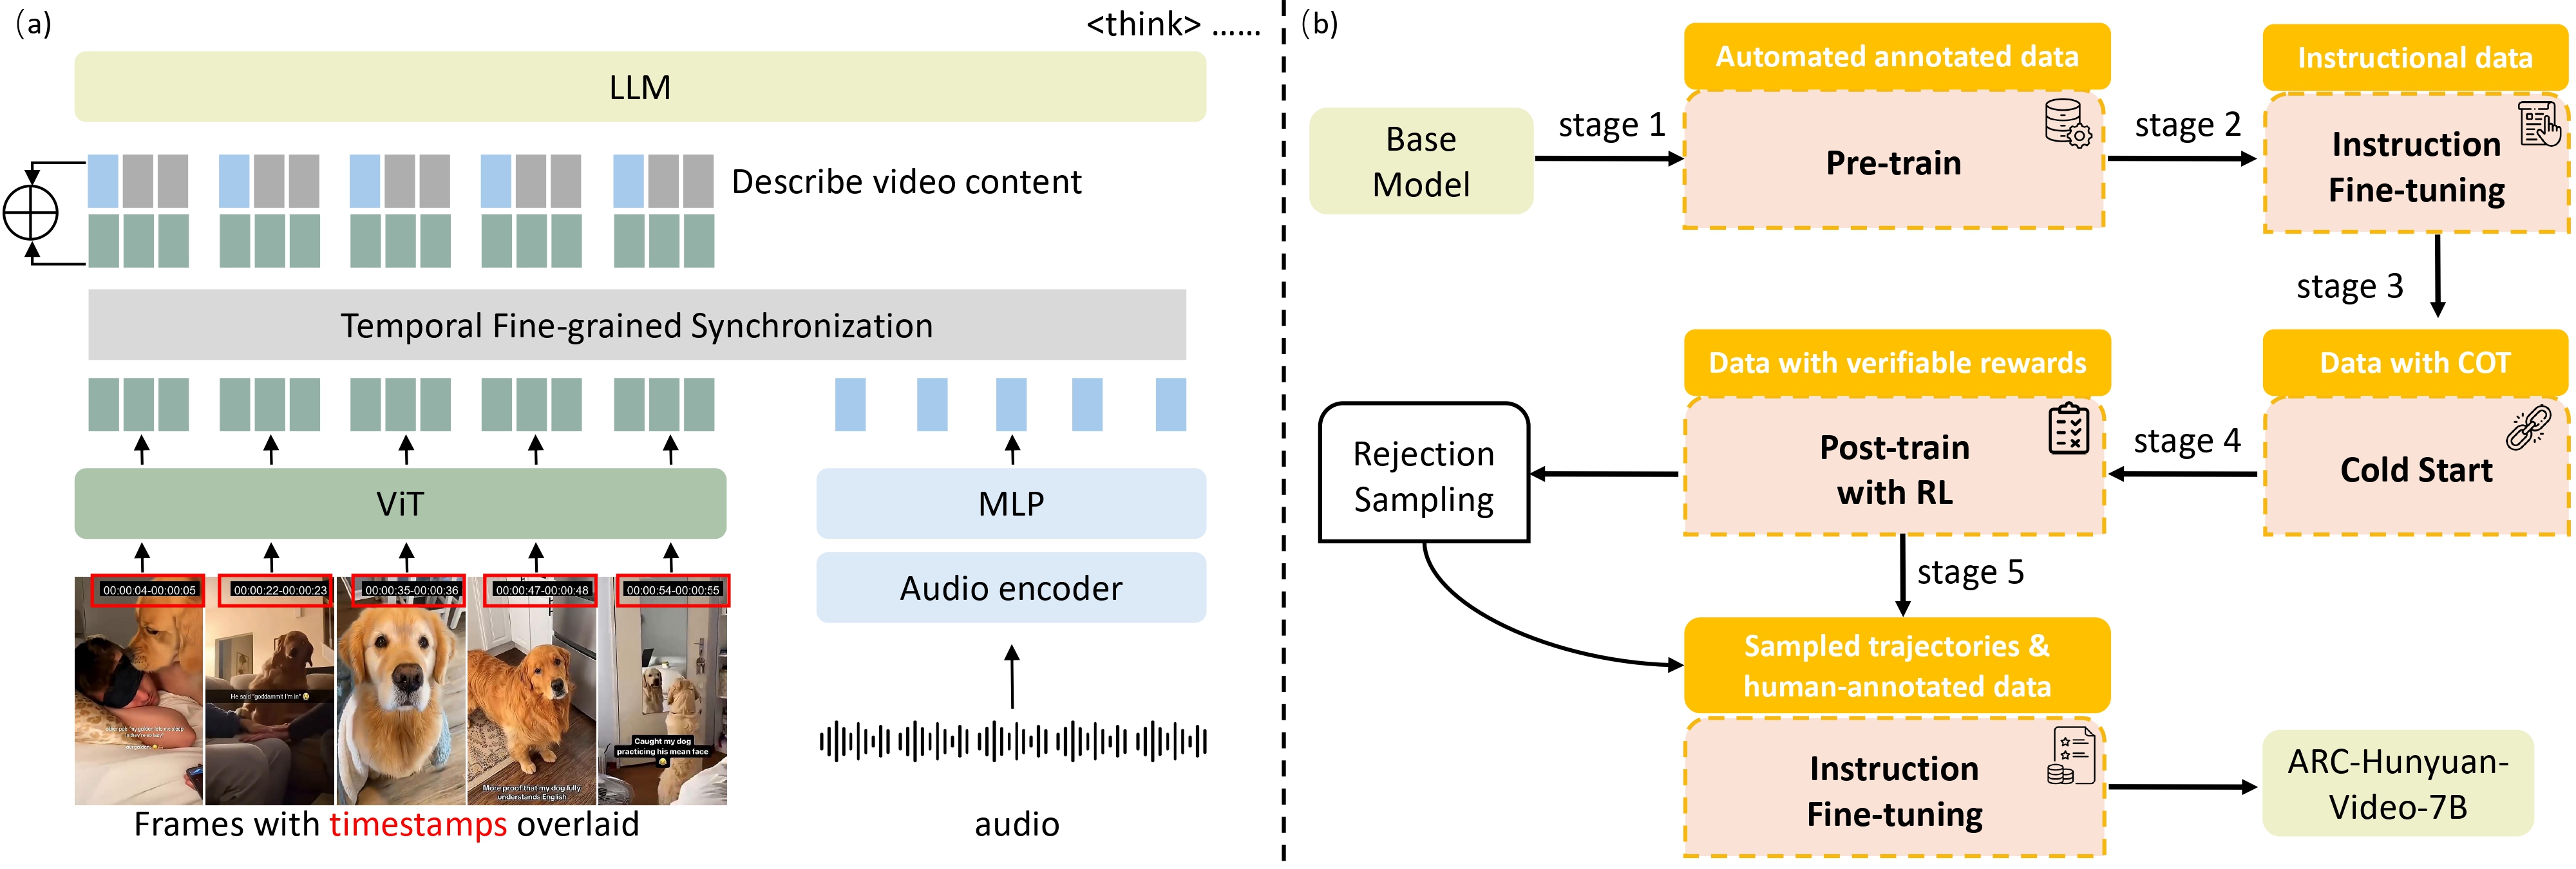 (a)
<think> ......
LLM
Describe video content
Temporal Fine-grained Synchronization
ViT
MLP
Audio encoder
00:00:04-00:00:05
00:00:22-00:00:23
00:00:35-00:00:36
00:00:47-00:00:48
00:00:54-00:00:55
He said "goddammit I'm in"
More proof that my dog fully
understands English
Caught my dog
practicing his mean face
Frames with timestamps overlaid
audio
(b)
Base
Model
stage 1
Automated annotated data
Pre-train
stage 2
Instructional data
Instruction
Fine-tuning
stage 3
Data with COT
Cold Start
stage 4
Data with verifiable rewards
Post-train
with RL
Rejection
Sampling
stage 5
Sampled trajectories &
human-annotated data
Instruction
Fine-tuning
ARC-Hunyuan-
Video-7B